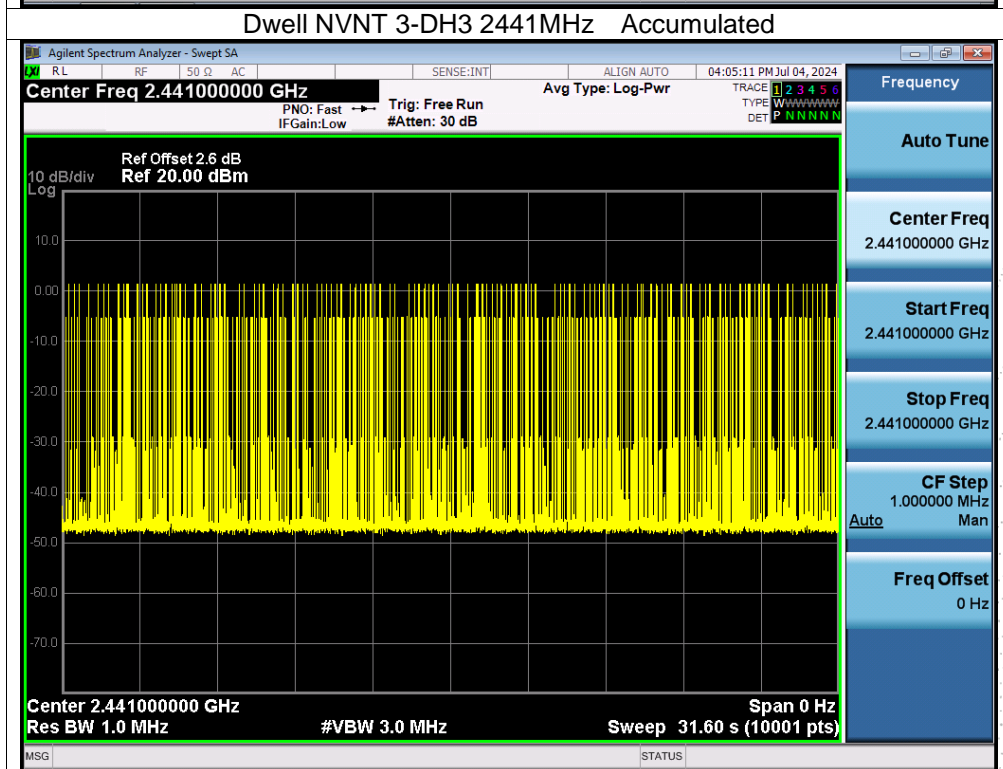 Dwell NVNT 3-DH3 2441MHz Accumulated
Agilent Spectrum Analyzer - Swept SA
LXI RL RF 50 Ω AC SENSE:INT ALIGN AUTO 04:05:11 PM Jul 04, 2024
Center Freq 2.441000000 GHz
PNO: Fast
IFGain:Low
Trig: Free Run
#Atten: 30 dB
Avg Type: Log-Pwr
TRACE 1 2 3 4 5 6
TYPE W W W W W W
DET P N N N N N
Frequency
Ref Offset 2.6 dB
10 dB/div Ref 20.00 dBm
Log
10.0
0.00
-10.0
-20.0
-30.0
-40.0
-50.0
-60.0
-70.0
Center 2.441000000 GHz Span 0 Hz
Res BW 1.0 MHz #VBW 3.0 MHz Sweep 31.60 s (10001 pts)
Auto Tune
Center Freq
2.441000000 GHz
Start Freq
2.441000000 GHz
Stop Freq
2.441000000 GHz
CF Step
1.000000 MHz
Auto Man
Freq Offset
0 Hz
MSG STATUS